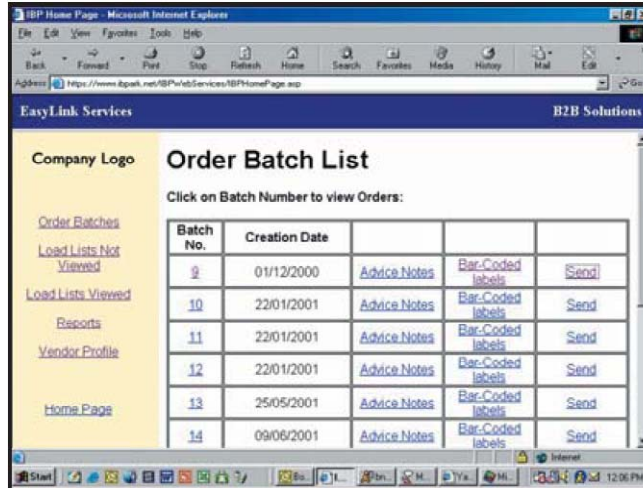 IBP Home Page - Microsoft Internet Explorer
File Edit View Favorites Tools Help
Back Forward Print Stop Refresh Home Search Favorites Media History Mail Edit
Address https://www.ibpark.net/IBPWebServices/IBPHomePage.asp
EasyLink Services B2B Solutions
Company Logo
Order Batches
Load Lists Not
Viewed
Load Lists Viewed
Reports
Vendor Profile
Home Page
Order Batch List
Click on Batch Number to view Orders:
Batch
No. Creation Date
9 01/12/2000 Advice Notes Bar-Coded
labels Send
10 22/01/2001 Advice Notes Bar-Coded
labels Send
11 22/01/2001 Advice Notes Bar-Coded
labels Send
12 22/01/2001 Advice Notes Bar-Coded
labels Send
13 25/05/2001 Advice Notes Bar-Coded
labels Send
14 09/06/2001 Advice Notes Bar-Coded
labels Send
Internet
Start 12:06 PM